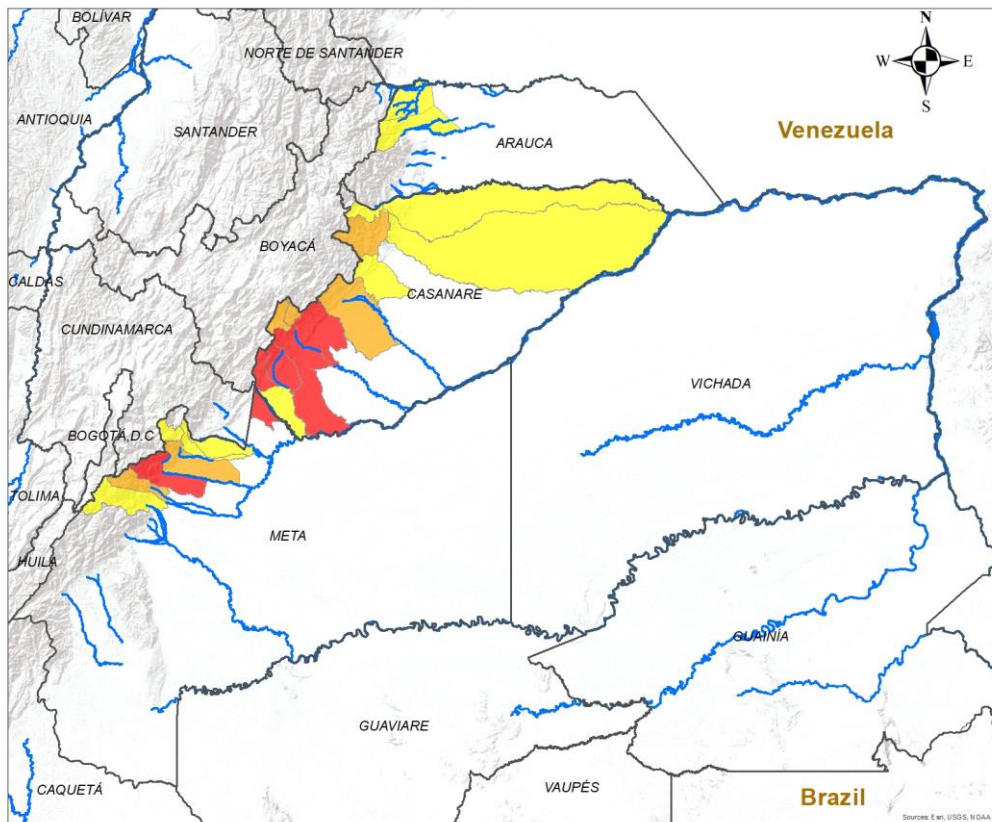 BOLÍVAR
N
NORTE DE SANTANDER
W
E
S
ANTIOQUIA
SANTANDER
ARAUCA
Venezuela
BOYACÁ
CALDAS
CASANARE
CUNDINAMARCA
VICHADA
BOGOTÁ D.C
TOLIMA
META
HUILA
GUAINÍA
GUAVIARE
CAQUETÁ
VAUPÉS
Brazil
Sources: Esri, USGS, NOAA